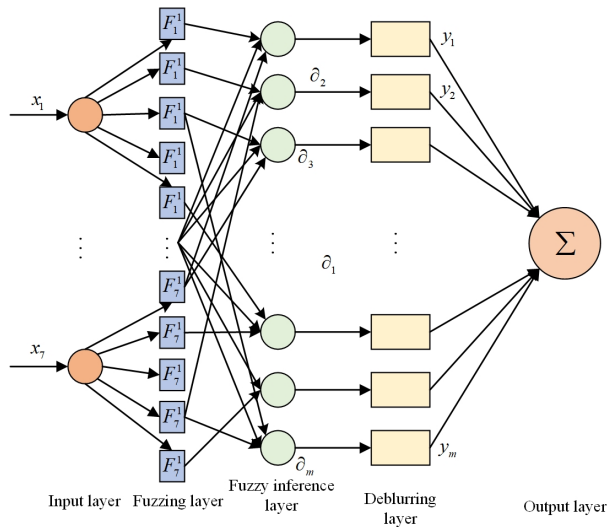 F₁¹
F₁¹
F₁¹
F₁¹
F₁¹
x₁
∂₂
∂₃
y₁
y₂
⋮
⋮
⋮
⋮
∂₁
Σ
F₇¹
F₇¹
F₇¹
F₇¹
F₇¹
x₇
∂ₘ
yₘ
Input layer
Fuzzing layer
Fuzzy inference
layer
Deblurring
layer
Output layer